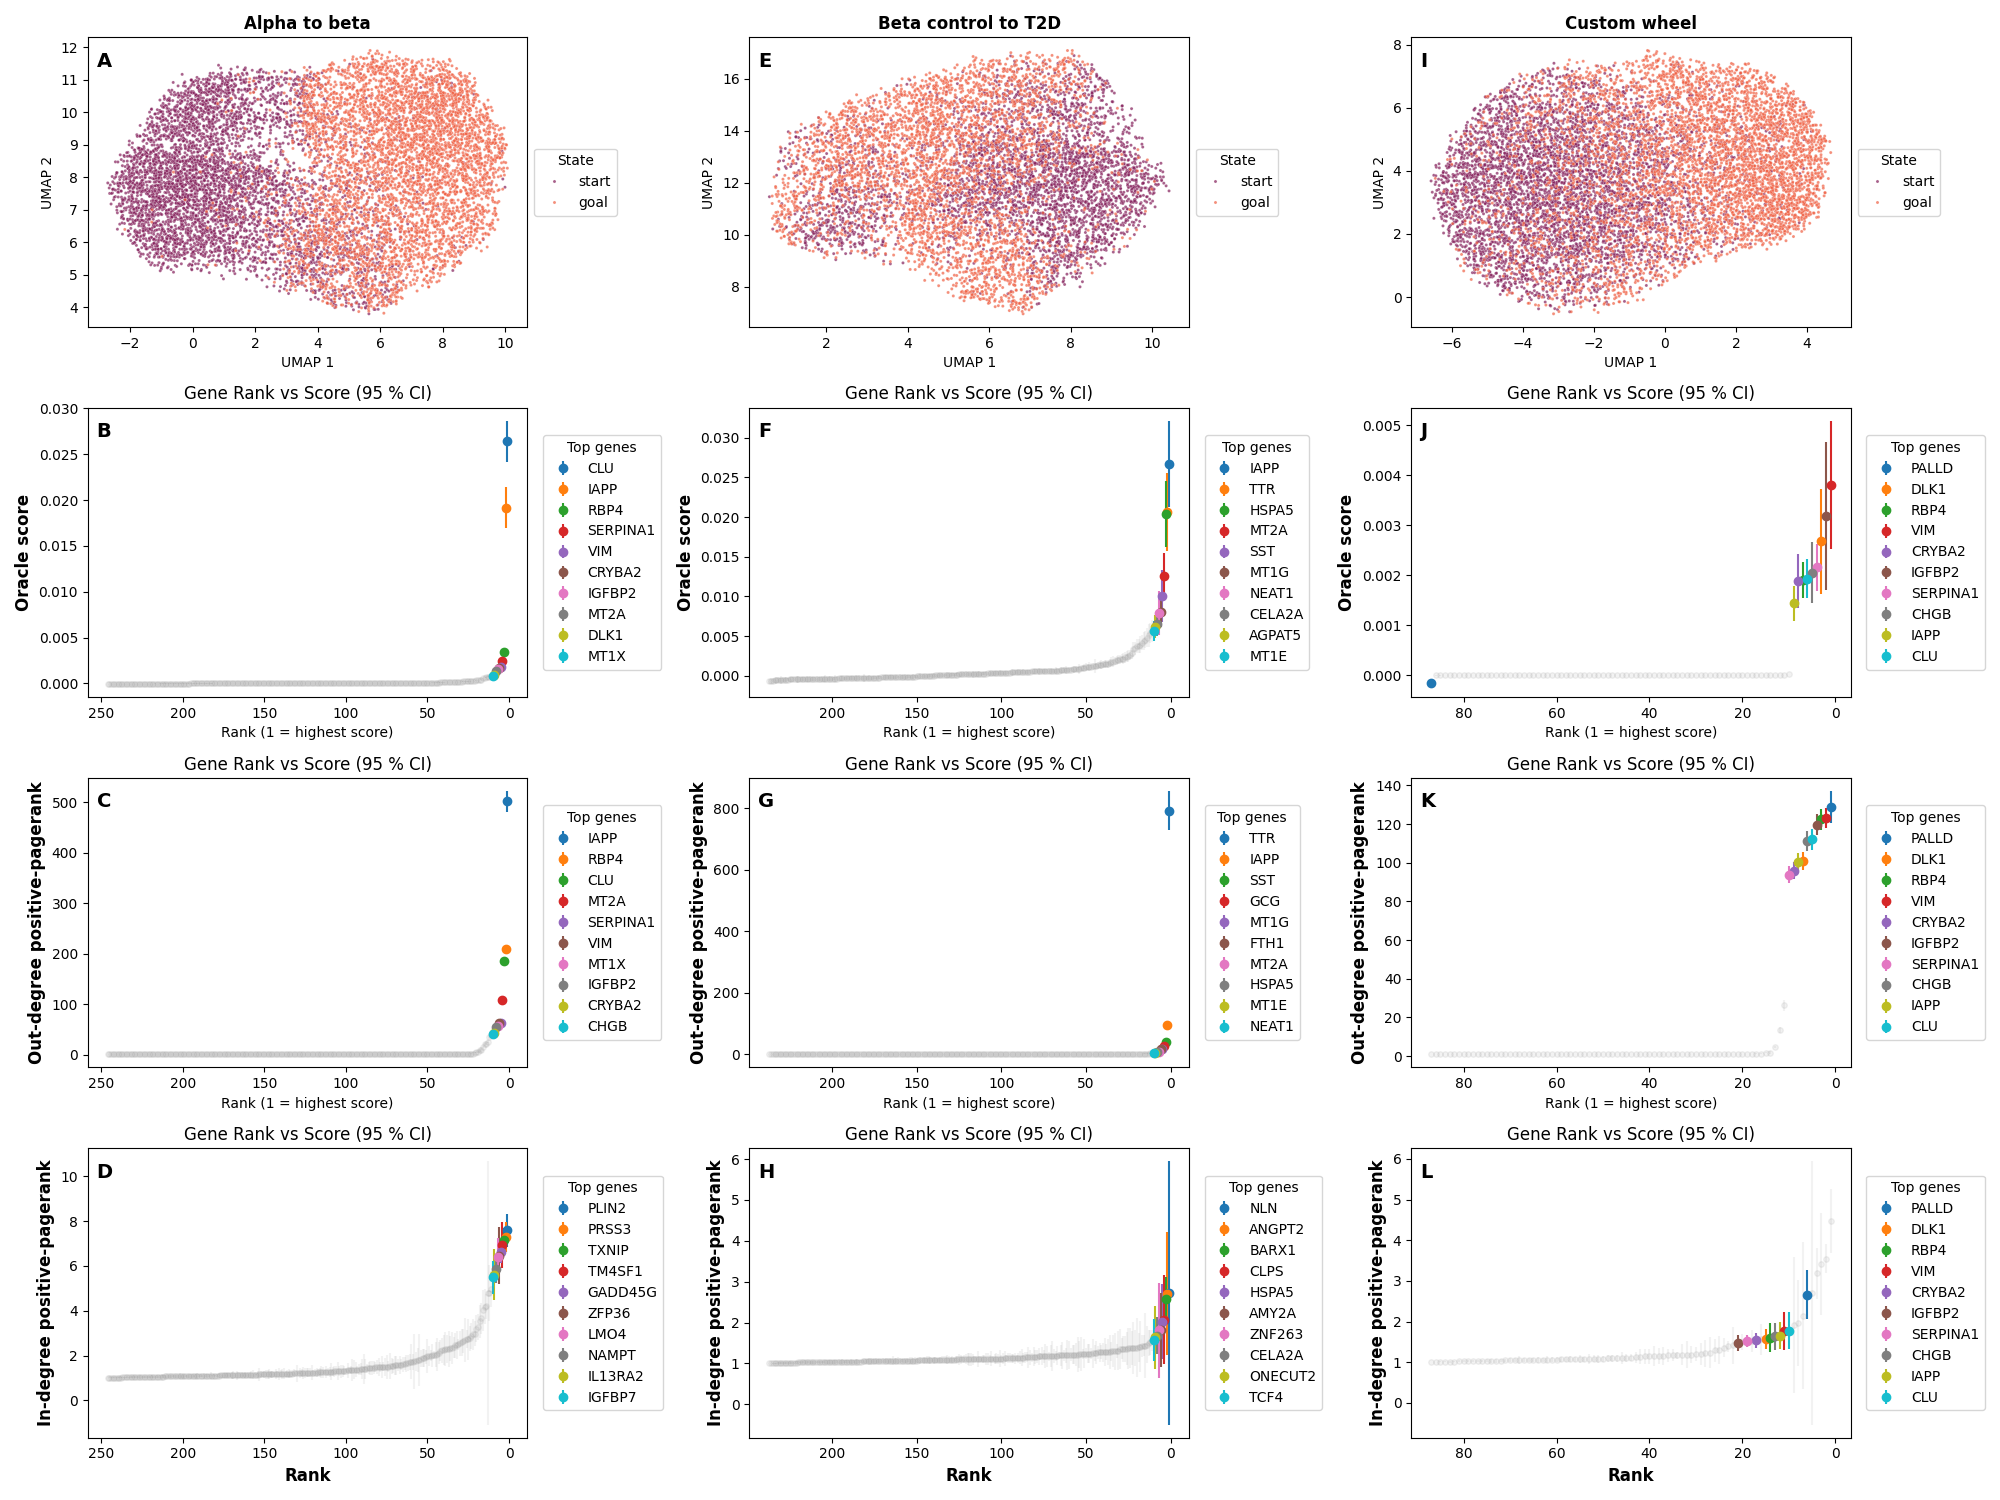 Alpha to beta
A
12
11
10
9
8
7
6
5
4
UMAP 2
−2
0
2
4
6
8
10
UMAP 1
State
start
goal
Beta control to T2D
E
16
14
12
10
8
UMAP 2
2
4
6
8
10
UMAP 1
State
start
goal
Custom wheel
I
8
6
4
2
0
UMAP 2
−6
−4
−2
0
2
4
UMAP 1
State
start
goal
Gene Rank vs Score (95 % CI)
B
0.030
0.025
0.020
0.015
0.010
0.005
0.000
Oracle score
250
200
150
100
50
0
Rank (1 = highest score)
Top genes
CLU
IAPP
RBP4
SERPINA1
VIM
CRYBA2
IGFBP2
MT2A
DLK1
MT1X
Gene Rank vs Score (95 % CI)
F
0.030
0.025
0.020
0.015
0.010
0.005
0.000
Oracle score
200
150
100
50
0
Rank (1 = highest score)
Top genes
IAPP
TTR
HSPA5
MT2A
SST
MT1G
NEAT1
CELA2A
AGPAT5
MT1E
Gene Rank vs Score (95 % CI)
J
0.005
0.004
0.003
0.002
0.001
0.000
Oracle score
80
60
40
20
0
Rank (1 = highest score)
Top genes
PALLD
DLK1
RBP4
VIM
CRYBA2
IGFBP2
SERPINA1
CHGB
IAPP
CLU
Gene Rank vs Score (95 % CI)
C
500
400
300
200
100
0
Out-degree positive-pagerank
250
200
150
100
50
0
Rank (1 = highest score)
Top genes
IAPP
RBP4
CLU
MT2A
SERPINA1
VIM
MT1X
IGFBP2
CRYBA2
CHGB
Gene Rank vs Score (95 % CI)
G
800
600
400
200
0
Out-degree positive-pagerank
200
150
100
50
0
Rank (1 = highest score)
Top genes
TTR
IAPP
SST
GCG
MT1G
FTH1
MT2A
HSPA5
MT1E
NEAT1
Gene Rank vs Score (95 % CI)
K
140
120
100
80
60
40
20
0
Out-degree positive-pagerank
80
60
40
20
0
Rank (1 = highest score)
Top genes
PALLD
DLK1
RBP4
VIM
CRYBA2
IGFBP2
SERPINA1
CHGB
IAPP
CLU
Gene Rank vs Score (95 % CI)
D
10
8
6
4
2
0
In-degree positive-pagerank
250
200
150
100
50
0
Rank
Top genes
PLIN2
PRSS3
TXNIP
TM4SF1
GADD45G
ZFP36
LMO4
NAMPT
IL13RA2
IGFBP7
Gene Rank vs Score (95 % CI)
H
6
5
4
3
2
1
0
In-degree positive-pagerank
200
150
100
50
0
Rank
Top genes
NLN
ANGPT2
BARX1
CLPS
HSPA5
AMY2A
ZNF263
CELA2A
ONECUT2
TCF4
Gene Rank vs Score (95 % CI)
L
6
5
4
3
2
1
0
In-degree positive-pagerank
80
60
40
20
0
Rank
Top genes
PALLD
DLK1
RBP4
VIM
CRYBA2
IGFBP2
SERPINA1
CHGB
IAPP
CLU